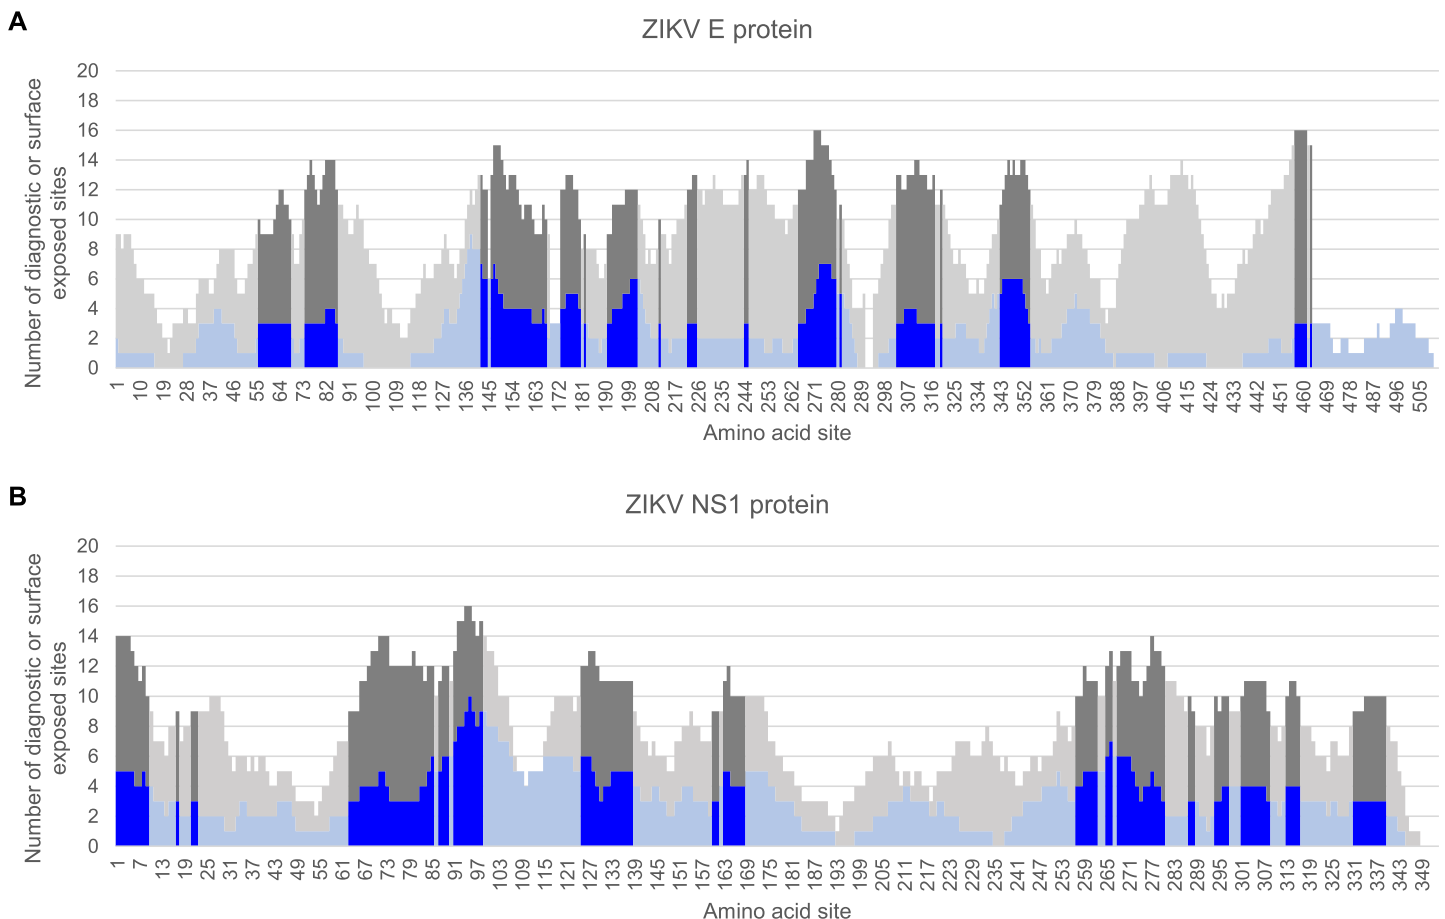 A
ZIKV E protein
Number of diagnostic or surface
exposed sites
20
18
16
14
12
10
8
6
4
2
0
1 10 19 28 37 46 55 64 73 82 91 100 109 118 127 136 145 154 163 172 181 190 199 208 217 226 235 244 253 262 271 280 289 298 307 316 325 334 343 352 361 370 379 388 397 406 415 424 433 442 451 460 469 478 487 496 505
Amino acid site
B
ZIKV NS1 protein
Number of diagnostic or surface
exposed sites
20
18
16
14
12
10
8
6
4
2
0
1 7 13 19 25 31 37 43 49 55 61 67 73 79 85 91 97 103 109 115 121 127 133 139 145 151 157 163 169 175 181 187 193 199 205 211 217 223 229 235 241 247 253 259 265 271 277 283 289 295 301 307 313 319 325 331 337 343 349
Amino acid site